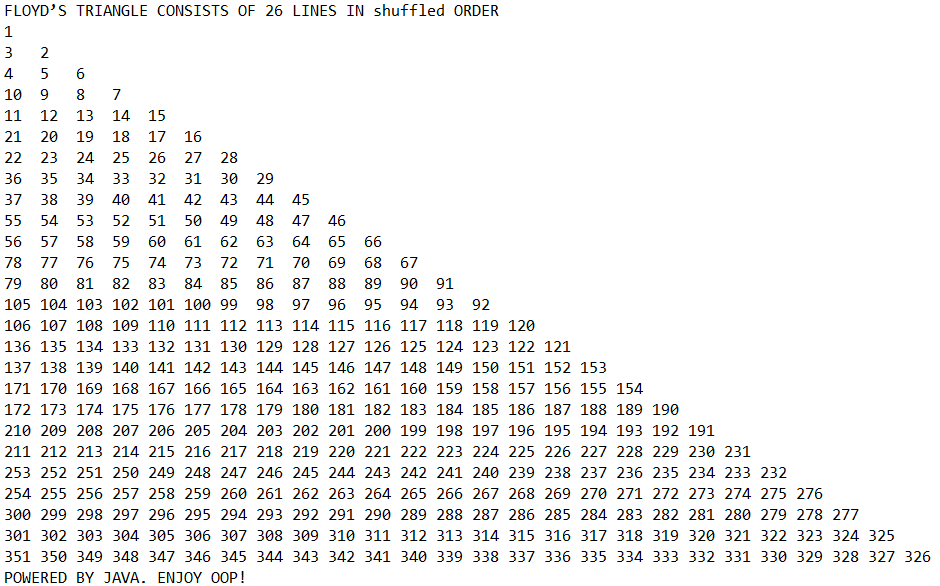 FLOYD’S TRIANGLE CONSISTS OF 26 LINES IN shuffled ORDER
1
3 2
4 5 6
10 9 8 7
11 12 13 14 15
21 20 19 18 17 16
22 23 24 25 26 27 28
36 35 34 33 32 31 30 29
37 38 39 40 41 42 43 44 45
55 54 53 52 51 50 49 48 47 46
56 57 58 59 60 61 62 63 64 65 66
78 77 76 75 74 73 72 71 70 69 68 67
79 80 81 82 83 84 85 86 87 88 89 90 91
105 104 103 102 101 100 99 98 97 96 95 94 93 92
106 107 108 109 110 111 112 113 114 115 116 117 118 119 120
136 135 134 133 132 131 130 129 128 127 126 125 124 123 122 121
137 138 139 140 141 142 143 144 145 146 147 148 149 150 151 152 153
171 170 169 168 167 166 165 164 163 162 161 160 159 158 157 156 155 154
172 173 174 175 176 177 178 179 180 181 182 183 184 185 186 187 188 189 190
210 209 208 207 206 205 204 203 202 201 200 199 198 197 196 195 194 193 192 191
211 212 213 214 215 216 217 218 219 220 221 222 223 224 225 226 227 228 229 230 231
253 252 251 250 249 248 247 246 245 244 243 242 241 240 239 238 237 236 235 234 233 232
254 255 256 257 258 259 260 261 262 263 264 265 266 267 268 269 270 271 272 273 274 275 276
300 299 298 297 296 295 294 293 292 291 290 289 288 287 286 285 284 283 282 281 280 279 278 277
301 302 303 304 305 306 307 308 309 310 311 312 313 314 315 316 317 318 319 320 321 322 323 324 325
351 350 349 348 347 346 345 344 343 342 341 340 339 338 337 336 335 334 333 332 331 330 329 328 327 326
POWERED BY JAVA. ENJOY OOP!